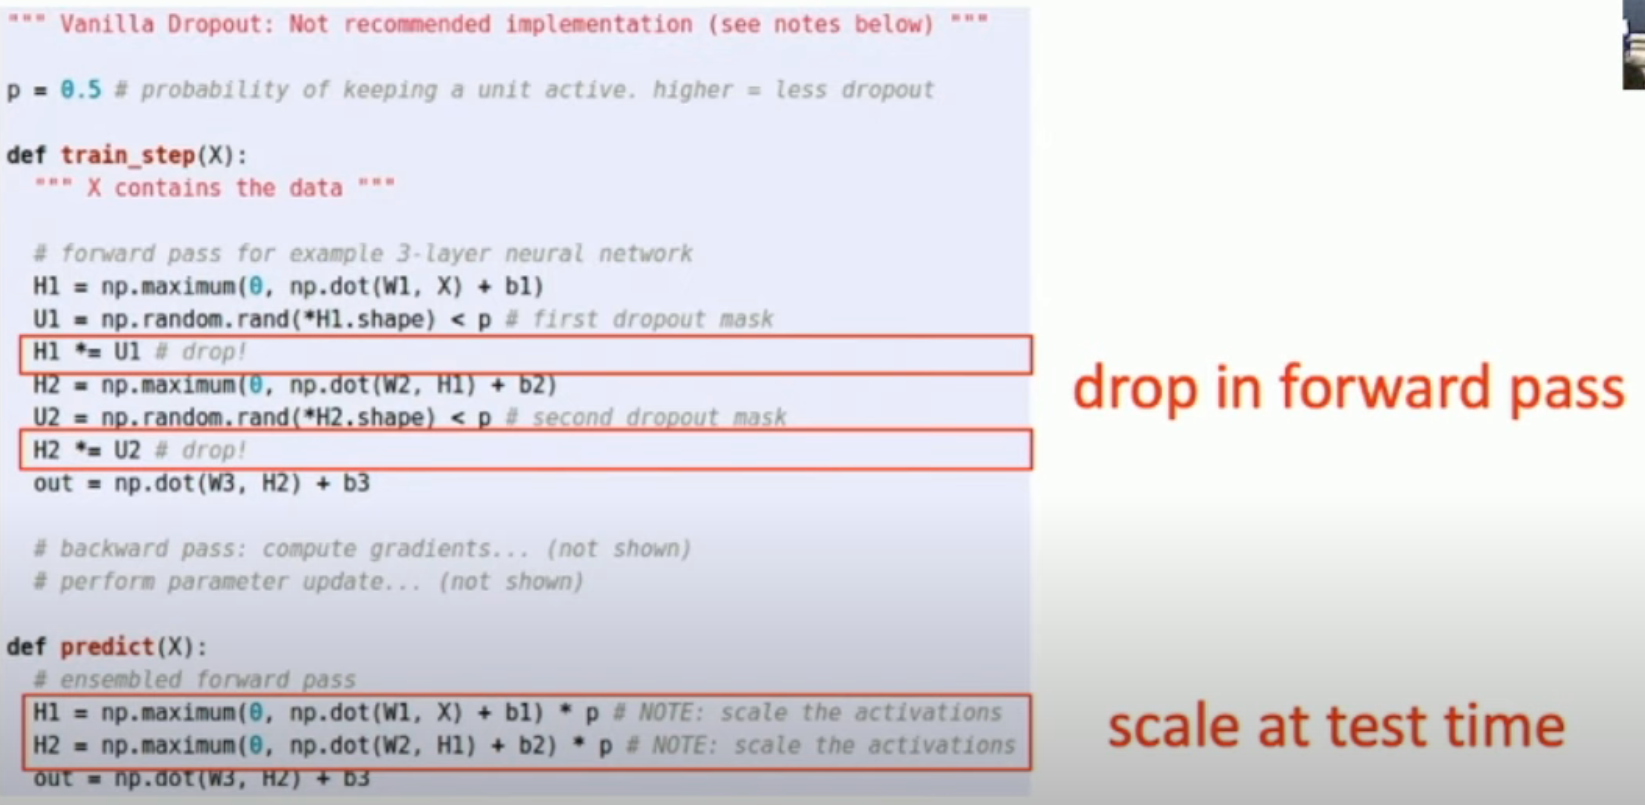 """ Vanilla Dropout: Not recommended implementation (see notes below) """
p = 0.5 # probability of keeping a unit active. higher = less dropout
def train_step(X):
""" X contains the data """
# forward pass for example 3-layer neural network
H1 = np.maximum(0, np.dot(W1, X) + b1)
U1 = np.random.rand(*H1.shape) < p # first dropout mask
H1 *= U1 # drop!
H2 = np.maximum(0, np.dot(W2, H1) + b2)
U2 = np.random.rand(*H2.shape) < p # second dropout mask
H2 *= U2 # drop!
out = np.dot(W3, H2) + b3
# backward pass: compute gradients... (not shown)
# perform parameter update... (not shown)
def predict(X):
# ensembled forward pass
H1 = np.maximum(0, np.dot(W1, X) + b1) * p # NOTE: scale the activations
H2 = np.maximum(0, np.dot(W2, H1) + b2) * p # NOTE: scale the activations
out = np.dot(W3, H2) + b3
drop in forward pass
scale at test time